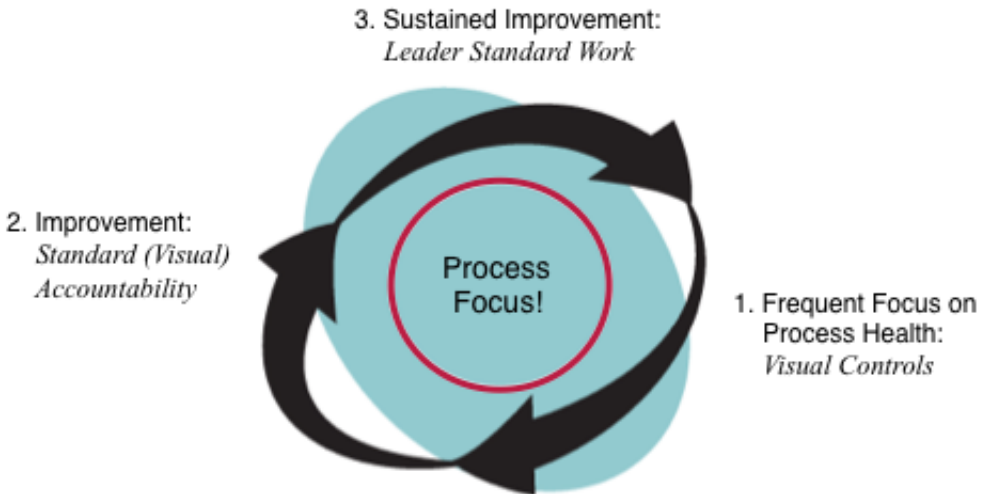 3. Sustained Improvement:
Leader Standard Work
2. Improvement:
Standard (Visual)
Accountability
Process
Focus!
1. Frequent Focus on
Process Health:
Visual Controls